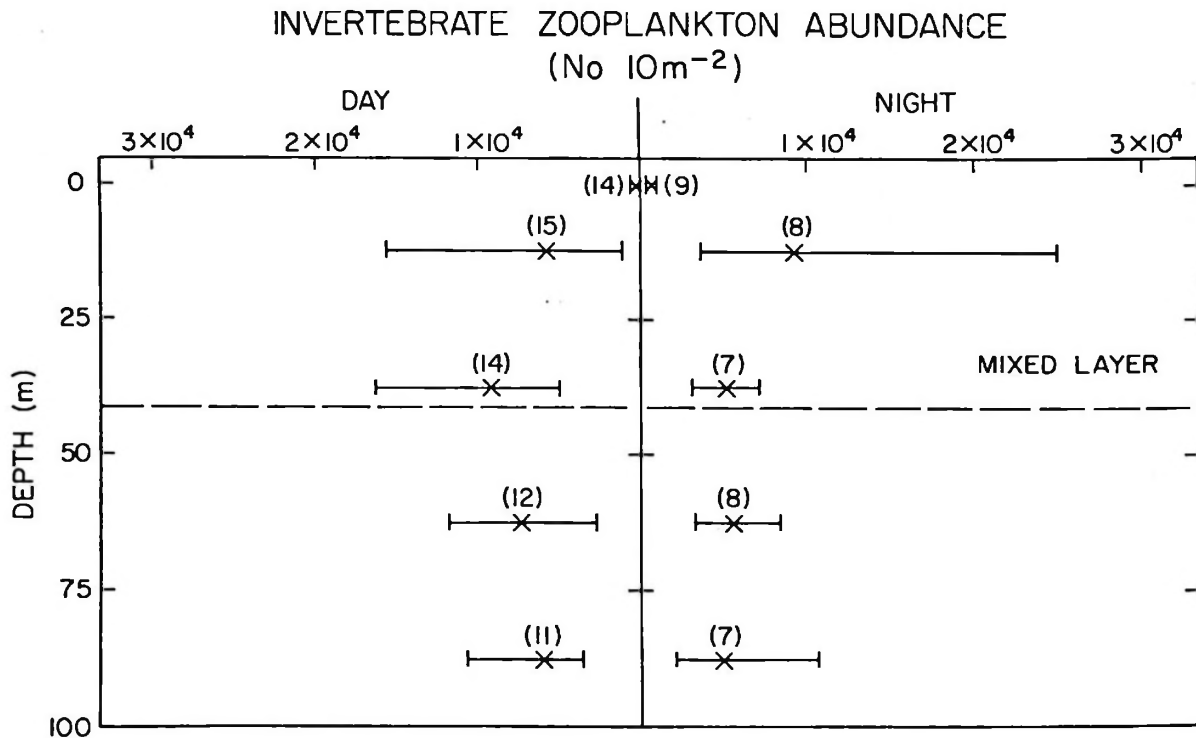 INVERTEBRATE ZOOPLANKTON ABUNDANCE
(No 10m⁻²)
DAY NIGHT
3×10⁴ 2×10⁴ 1×10⁴ 1×10⁴ 2×10⁴ 3×10⁴
0 (14) (9)
(15) (8)
25
(14) (7) MIXED LAYER
DEPTH (m)
50
(12) (8)
75
(11) (7)
100